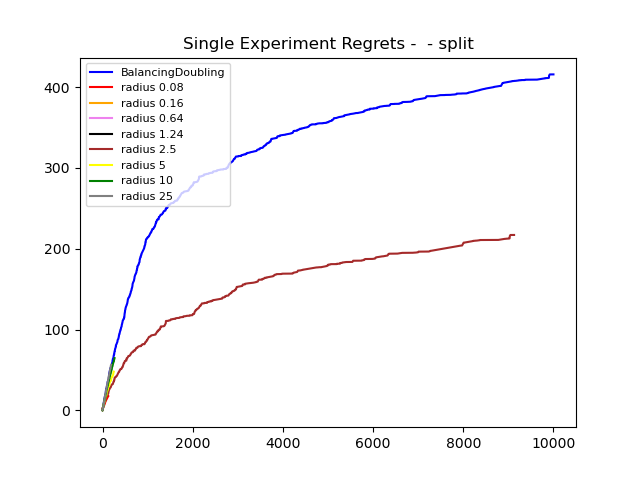 Single Experiment Regrets -  - split
BalancingDoubling
radius 0.08
radius 0.16
radius 0.64
radius 1.24
radius 2.5
radius 5
radius 10
radius 25
400
300
200
100
0
0 2000 4000 6000 8000 10000